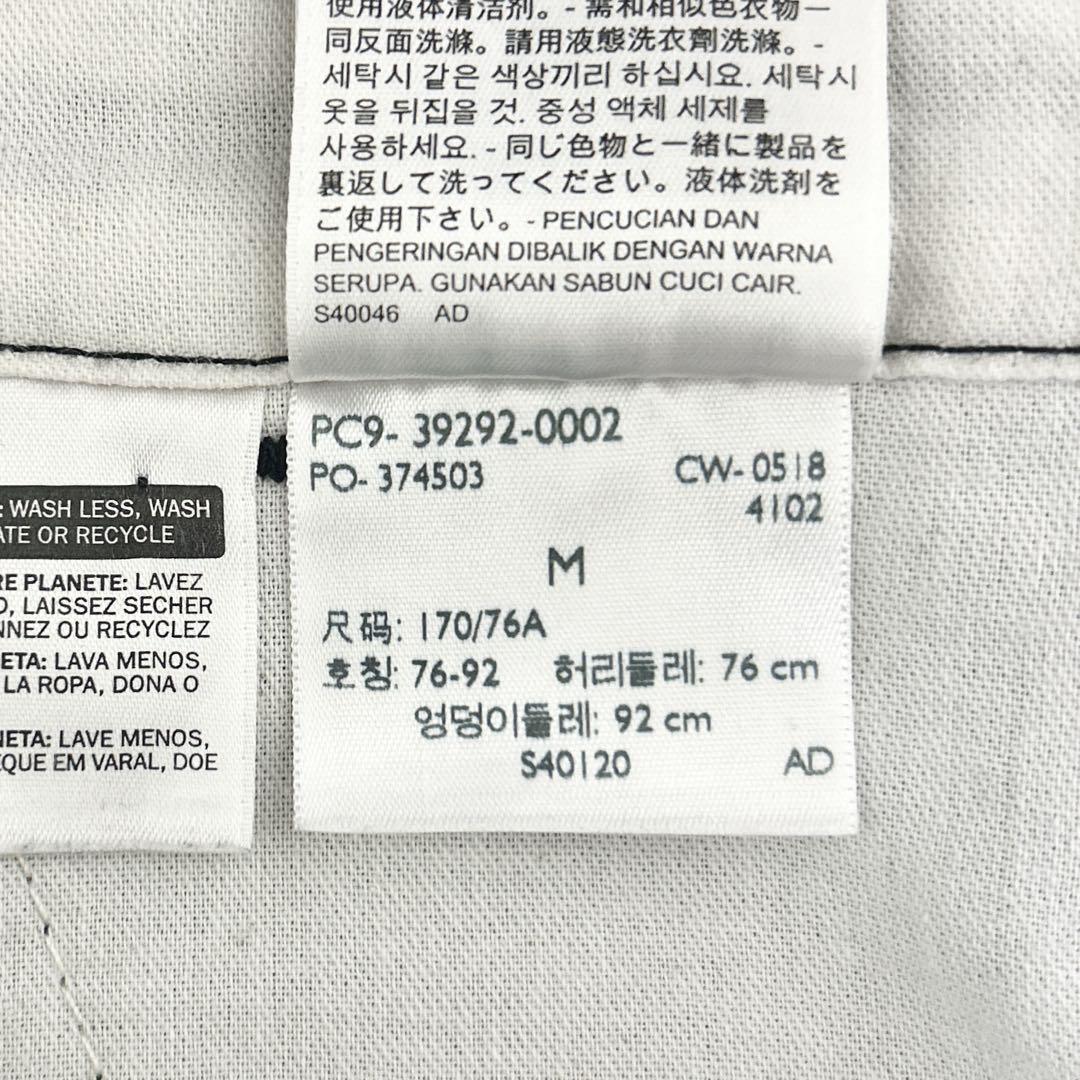 使用液体清洁剂。- 需和相似色衣物一
同反面洗滌。請用液態洗衣劑洗滌。-
세탁시 같은 색상끼리 하십시요. 세탁시
옷을 뒤집을 것. 중성 액체 세제를
사용하세요. - 同じ色物と一緒に製品を
裏返して洗ってください。液体洗剤を
ご使用下さい。- PENCUCIAN DAN
PENGERINGAN DIBALIK DENGAN WARNA
SERUPA. GUNAKAN SABUN CUCI CAIR.
S40046 AD
: WASH LESS, WASH
ATE OR RECYCLE
RE PLANETE: LAVEZ
D, LAISSEZ SECHER
NNEZ OU RECYCLEZ
ETA: LAVA MENOS,
LA ROPA, DONA O
NETA: LAVE MENOS,
EQUE EM VARAL, DOE
PC9- 39292-0002
PO- 374503 CW- 0518
4102
M
尺码: 170/76A
호칭: 76-92 허리둘레: 76 cm
엉덩이둘레: 92 cm
S40120 AD